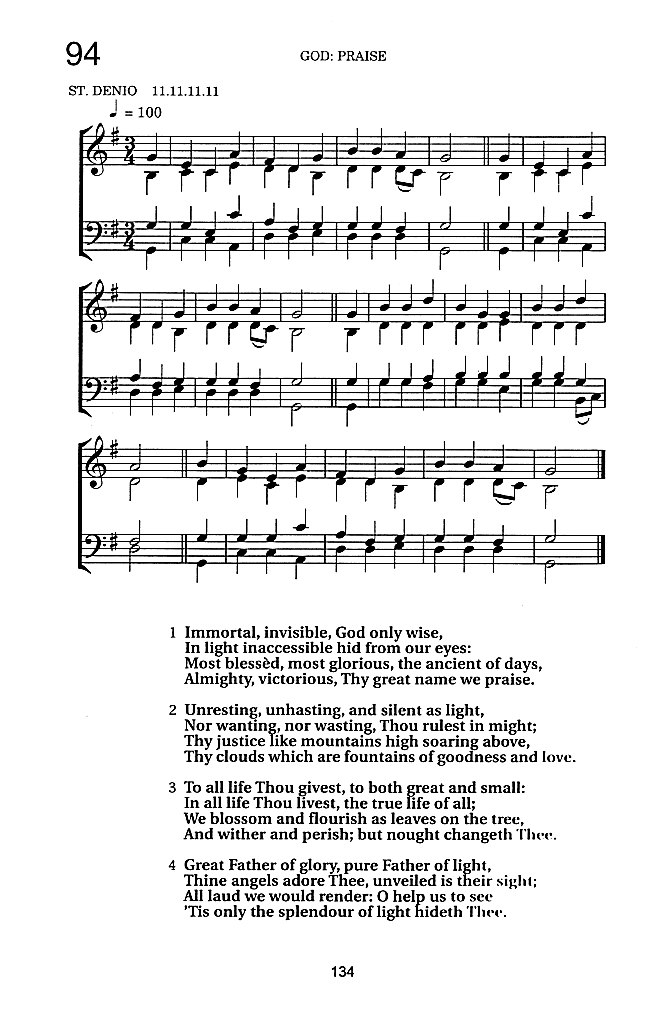 94
GOD: PRAISE
ST. DENIO 11.11.11.11
♩ = 100
1 Immortal, invisible, God only wise,
In light inaccessible hid from our eyes:
Most blessèd, most glorious, the ancient of days,
Almighty, victorious, Thy great name we praise.
2 Unresting, unhasting, and silent as light,
Nor wanting, nor wasting, Thou rulest in might;
Thy justice like mountains high soaring above,
Thy clouds which are fountains of goodness and love.
3 To all life Thou givest, to both great and small:
In all life Thou livest, the true life of all;
We blossom and flourish as leaves on the tree,
And wither and perish; but nought changeth Thee.
4 Great Father of glory, pure Father of light,
Thine angels adore Thee, unveiled is their sight;
All laud we would render: O help us to see
'Tis only the splendour of light hideth Thee.
134